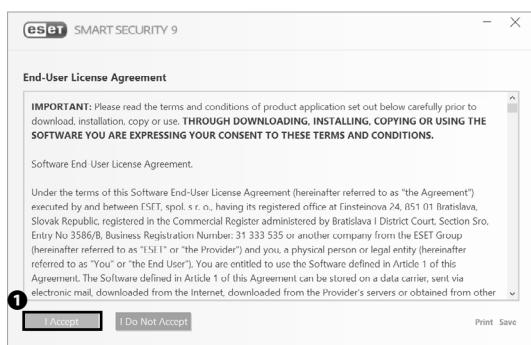 eset SMART SECURITY 9
End-User License Agreement
IMPORTANT: Please read the terms and conditions of product application set out below carefully prior to
download, installation, copy or use. THROUGH DOWNLOADING, INSTALLING, COPYING OR USING THE
SOFTWARE YOU ARE EXPRESSING YOUR CONSENT TO THESE TERMS AND CONDITIONS.
Software End-User License Agreement.
Under the terms of this Software End-User License Agreement (hereinafter referred to as "the Agreement")
executed by and between ESET, spol. s r. o., having its registered office at Einsteinova 24, 851 01 Bratislava,
Slovak Republic, registered in the Commercial Register administered by Bratislava I District Court, Section Sro,
Entry No 3586/B, Business Registration Number: 31 333 535 or another company from the ESET Group
(hereinafter referred to as "ESET" or "the Provider") and you, a physical person or legal entity (hereinafter
referred to as "You" or "the End User"), You are entitled to use the Software defined in Article 1 of this
Agreement. The Software defined in Article 1 of this Agreement can be stored on a data carrier, sent via
electronic mail, downloaded from the Internet, downloaded from the Provider's servers or obtained from other
1
I Accept I Do Not Accept Print Save